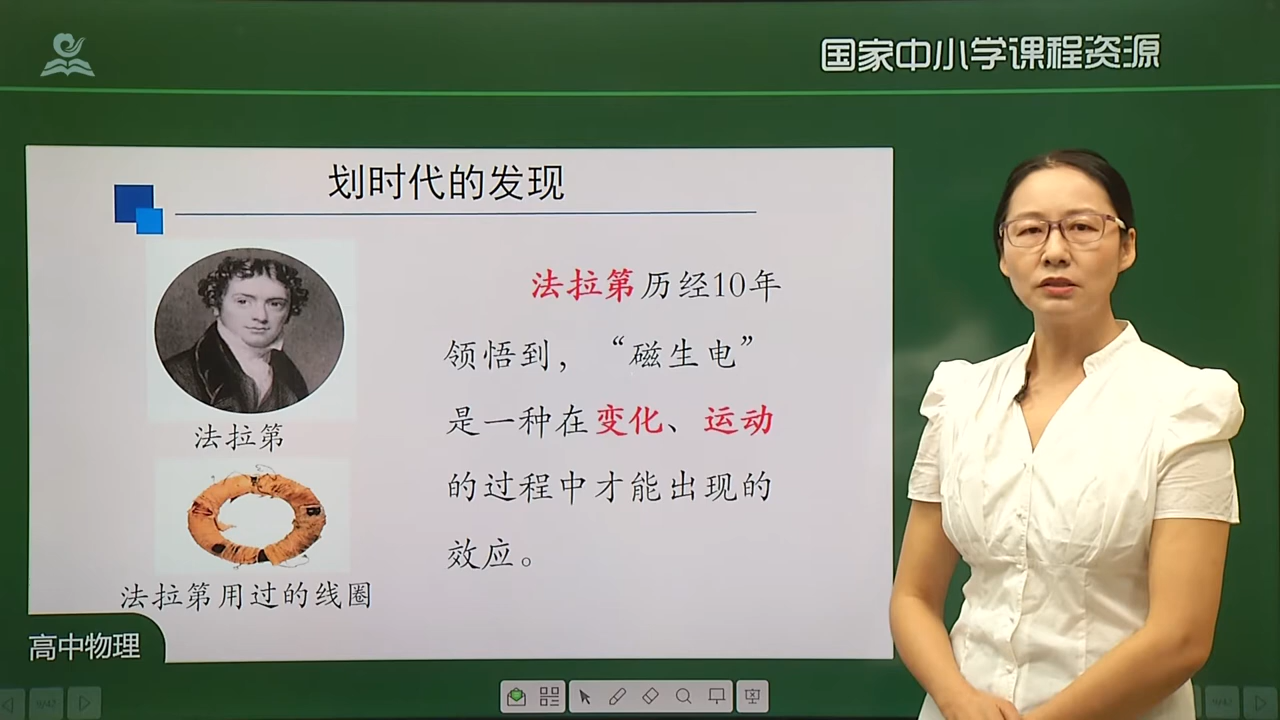 国家中小学课程资源
划时代的发现
法拉第历经10年
领悟到，“磁生电”
是一种在变化、运动
的过程中才能出现的
效应。
法拉第
法拉第用过的线圈
高中物理